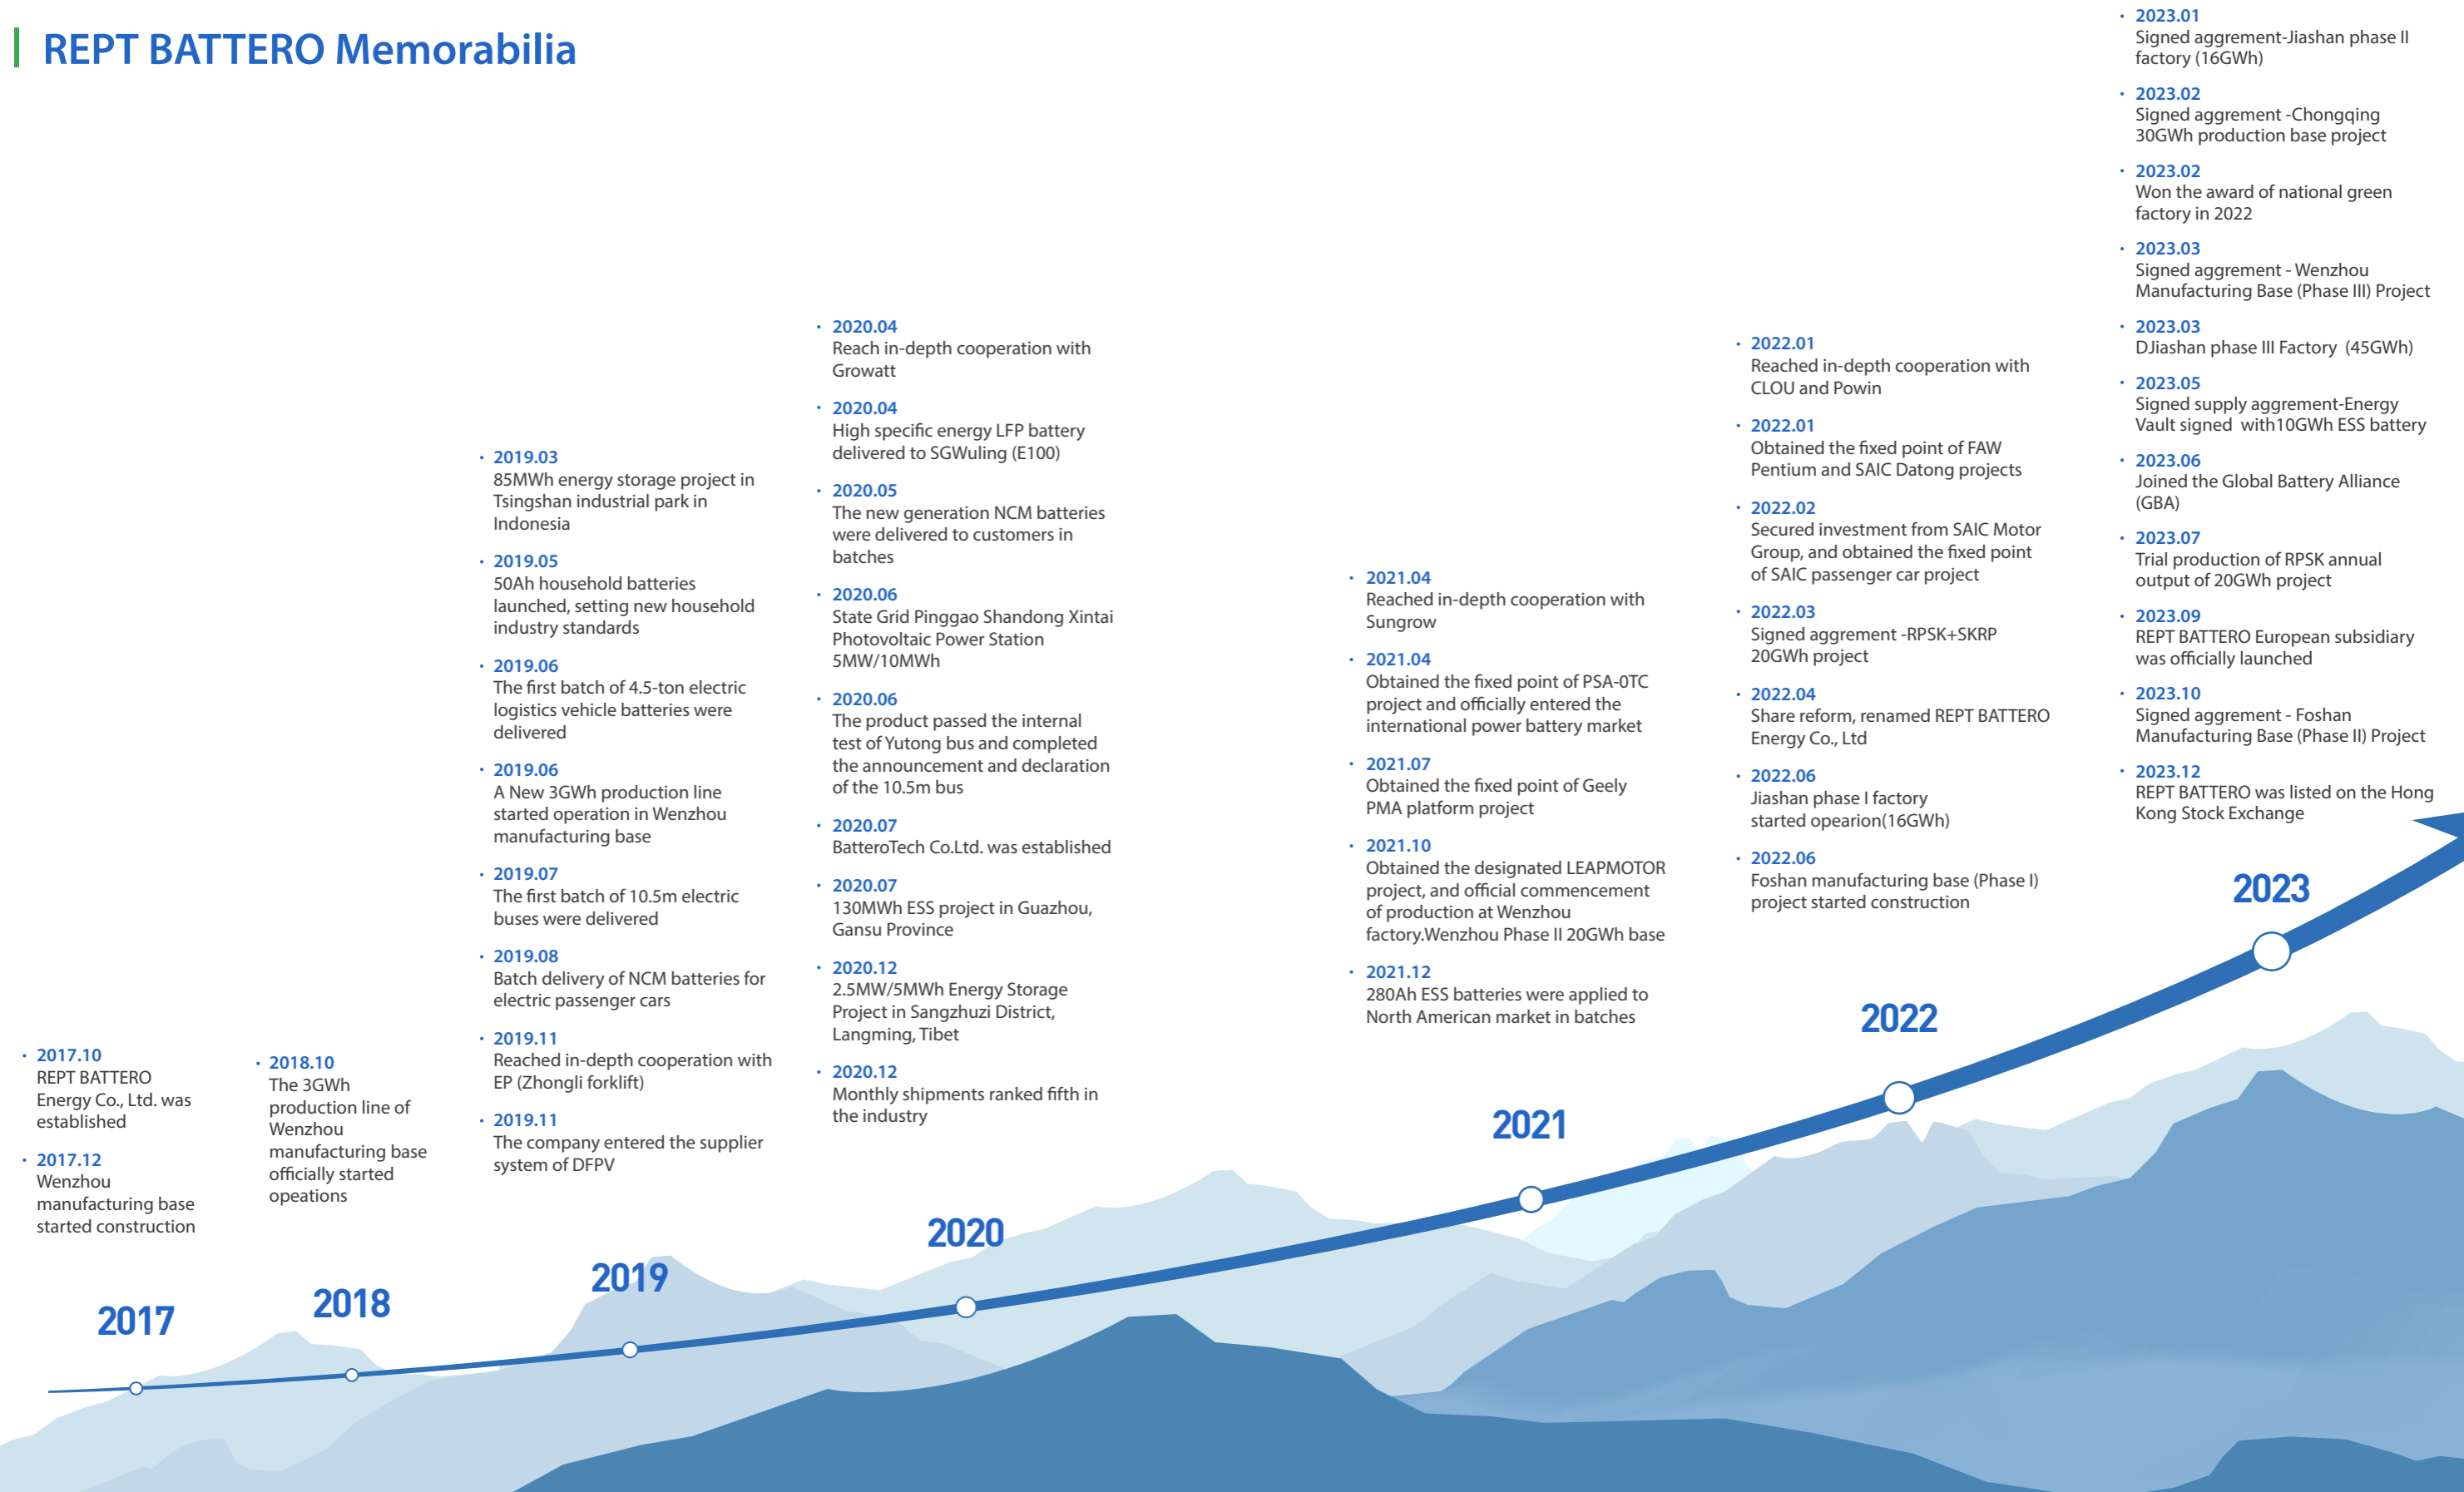 REPT BATTERO Memorabilia
• 2017.10
REPT BATTERO
Energy Co., Ltd. was
established
• 2017.12
Wenzhou
manufacturing base
started construction
2017
• 2018.10
The 3GWh
production line of
Wenzhou
manufacturing base
officially started
opeations
2018
• 2019.03
85MWh energy storage project in
Tsingshan industrial park in
Indonesia
• 2019.05
50Ah household batteries
launched, setting new household
industry standards
• 2019.06
The first batch of 4.5-ton electric
logistics vehicle batteries were
delivered
• 2019.06
A New 3GWh production line
started operation in Wenzhou
manufacturing base
• 2019.07
The first batch of 10.5m electric
buses were delivered
• 2019.08
Batch delivery of NCM batteries for
electric passenger cars
• 2019.11
Reached in-depth cooperation with
EP (Zhongli forklift)
• 2019.11
The company entered the supplier
system of DFPV
2019
• 2020.04
Reach in-depth cooperation with
Growatt
• 2020.04
High specific energy LFP battery
delivered to SGWuling (E100)
• 2020.05
The new generation NCM batteries
were delivered to customers in
batches
• 2020.06
State Grid Pinggao Shandong Xintai
Photovoltaic Power Station
5MW/10MWh
• 2020.06
The product passed the internal
test of Yutong bus and completed
the announcement and declaration
of the 10.5m bus
• 2020.07
BatteroTech Co.Ltd. was established
• 2020.07
130MWh ESS project in Guazhou,
Gansu Province
• 2020.12
2.5MW/5MWh Energy Storage
Project in Sangzhuzi District,
Langming, Tibet
• 2020.12
Monthly shipments ranked fifth in
the industry
2020
• 2021.04
Reached in-depth cooperation with
Sungrow
• 2021.04
Obtained the fixed point of PSA-0TC
project and officially entered the
international power battery market
• 2021.07
Obtained the fixed point of Geely
PMA platform project
• 2021.10
Obtained the designated LEAPMOTOR
project, and official commencement
of production at Wenzhou
factory.Wenzhou Phase II 20GWh base
• 2021.12
280Ah ESS batteries were applied to
North American market in batches
2021
• 2022.01
Reached in-depth cooperation with
CLOU and Powin
• 2022.01
Obtained the fixed point of FAW
Pentium and SAIC Datong projects
• 2022.02
Secured investment from SAIC Motor
Group, and obtained the fixed point
of SAIC passenger car project
• 2022.03
Signed aggrement -RPSK+SKRP
20GWh project
• 2022.04
Share reform, renamed REPT BATTERO
Energy Co., Ltd
• 2022.06
Jiashan phase I factory
started opearion(16GWh)
• 2022.06
Foshan manufacturing base (Phase I)
project started construction
2022
• 2023.01
Signed aggrement-Jiashan phase II
factory (16GWh)
• 2023.02
Signed aggrement -Chongqing
30GWh production base project
• 2023.02
Won the award of national green
factory in 2022
• 2023.03
Signed aggrement - Wenzhou
Manufacturing Base (Phase III) Project
• 2023.03
DJiashan phase III Factory (45GWh)
• 2023.05
Signed supply aggrement-Energy
Vault signed with10GWh ESS battery
• 2023.06
Joined the Global Battery Alliance
(GBA)
• 2023.07
Trial production of RPSK annual
output of 20GWh project
• 2023.09
REPT BATTERO European subsidiary
was officially launched
• 2023.10
Signed aggrement - Foshan
Manufacturing Base (Phase II) Project
• 2023.12
REPT BATTERO was listed on the Hong
Kong Stock Exchange
2023